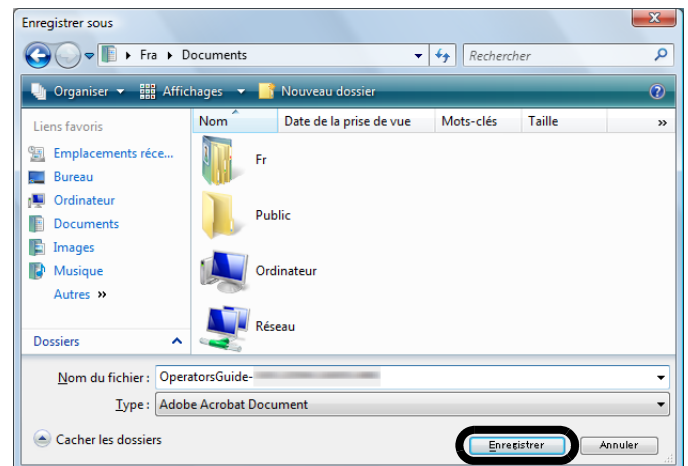 Enregistrer sous
Fra ▸ Documents
Rechercher
Organiser Affichages Nouveau dossier
Liens favoris
Emplacements réce...
Bureau
Ordinateur
Documents
Images
Musique
Autres »
Dossiers
Nom Date de la prise de vue Mots-clés Taille »
Fr
Public
Ordinateur
Réseau
Nom du fichier : OperatorsGuide-
Type : Adobe Acrobat Document
Cacher les dossiers
Enregistrer Annuler